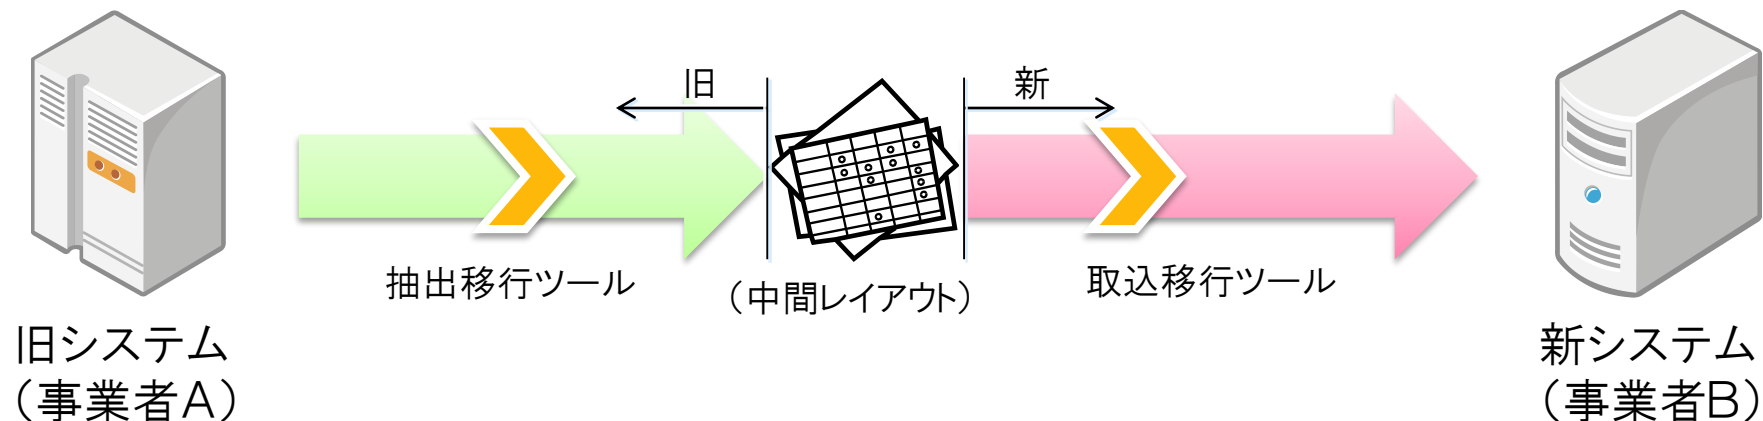 旧
新
抽出移行ツール
（中間レイアウト）
取込移行ツール
旧システム
（事業者A）
新システム
（事業者B）